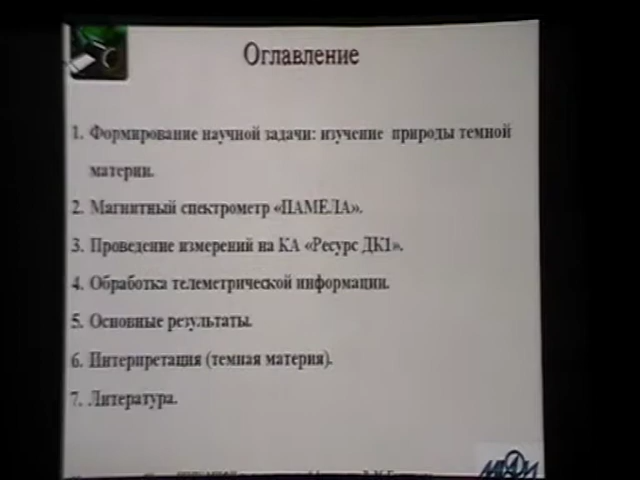 Оглавление
1. Формирование научной задачи: изучение природы темной
материи.
2. Магнитный спектрометр «ПАМЕЛА».
3. Проведение измерений на КА «Ресурс ДК1».
4. Обработка телеметрической информации.
5. Основные результаты.
6. Интерпретация (темная материя).
7. Литература.